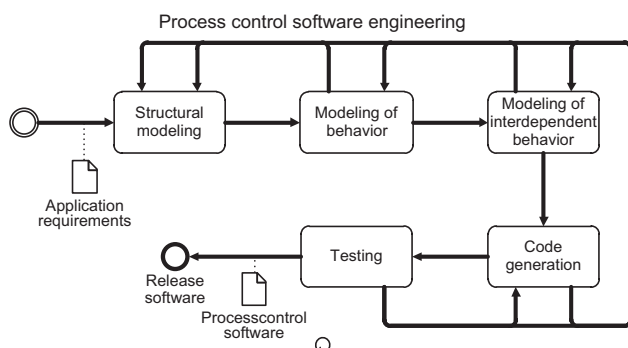 Process control software engineering
Structural
modeling
Modeling of
behavior
Modeling of
interdependent
behavior
Application
requirements
Testing
Code
generation
Release
software
Processcontrol
software